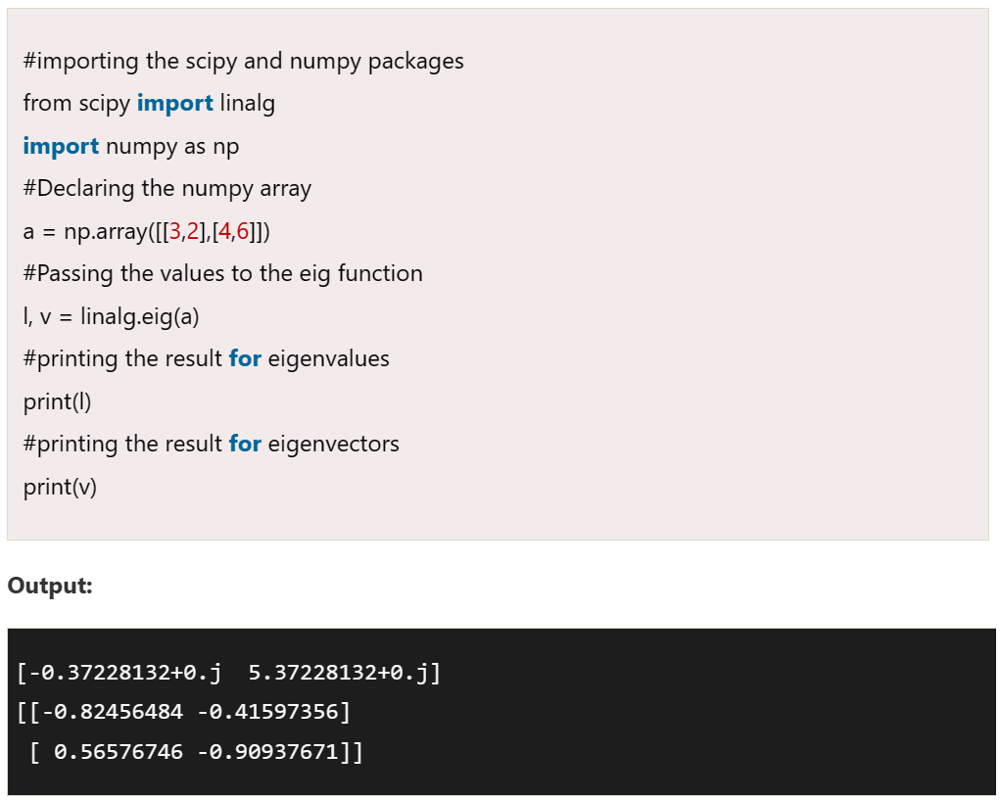 #importing the scipy and numpy packages
from scipy import linalg
import numpy as np
#Declaring the numpy array
a = np.array([[3,2],[4,6]])
#Passing the values to the eig function
l, v = linalg.eig(a)
#printing the result for eigenvalues
print(l)
#printing the result for eigenvectors
print(v)
Output:
[-0.37228132+0.j  5.37228132+0.j]
[[-0.82456484 -0.41597356]
 [ 0.56576746 -0.90937671]]